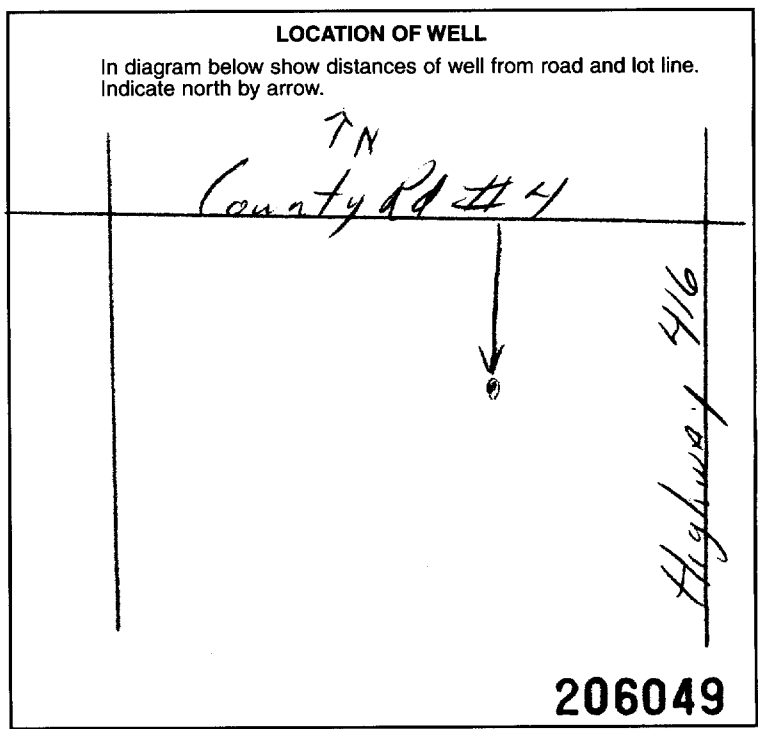 LOCATION OF WELL
In diagram below show distances of well from road and lot line.
Indicate north by arrow.
N
County Rd # 4
Highway 416
206049